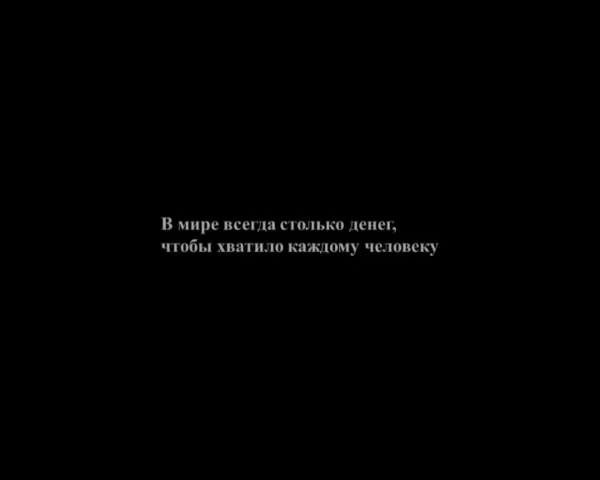 В мире всегда столько денег,
чтобы хватило каждому человеку